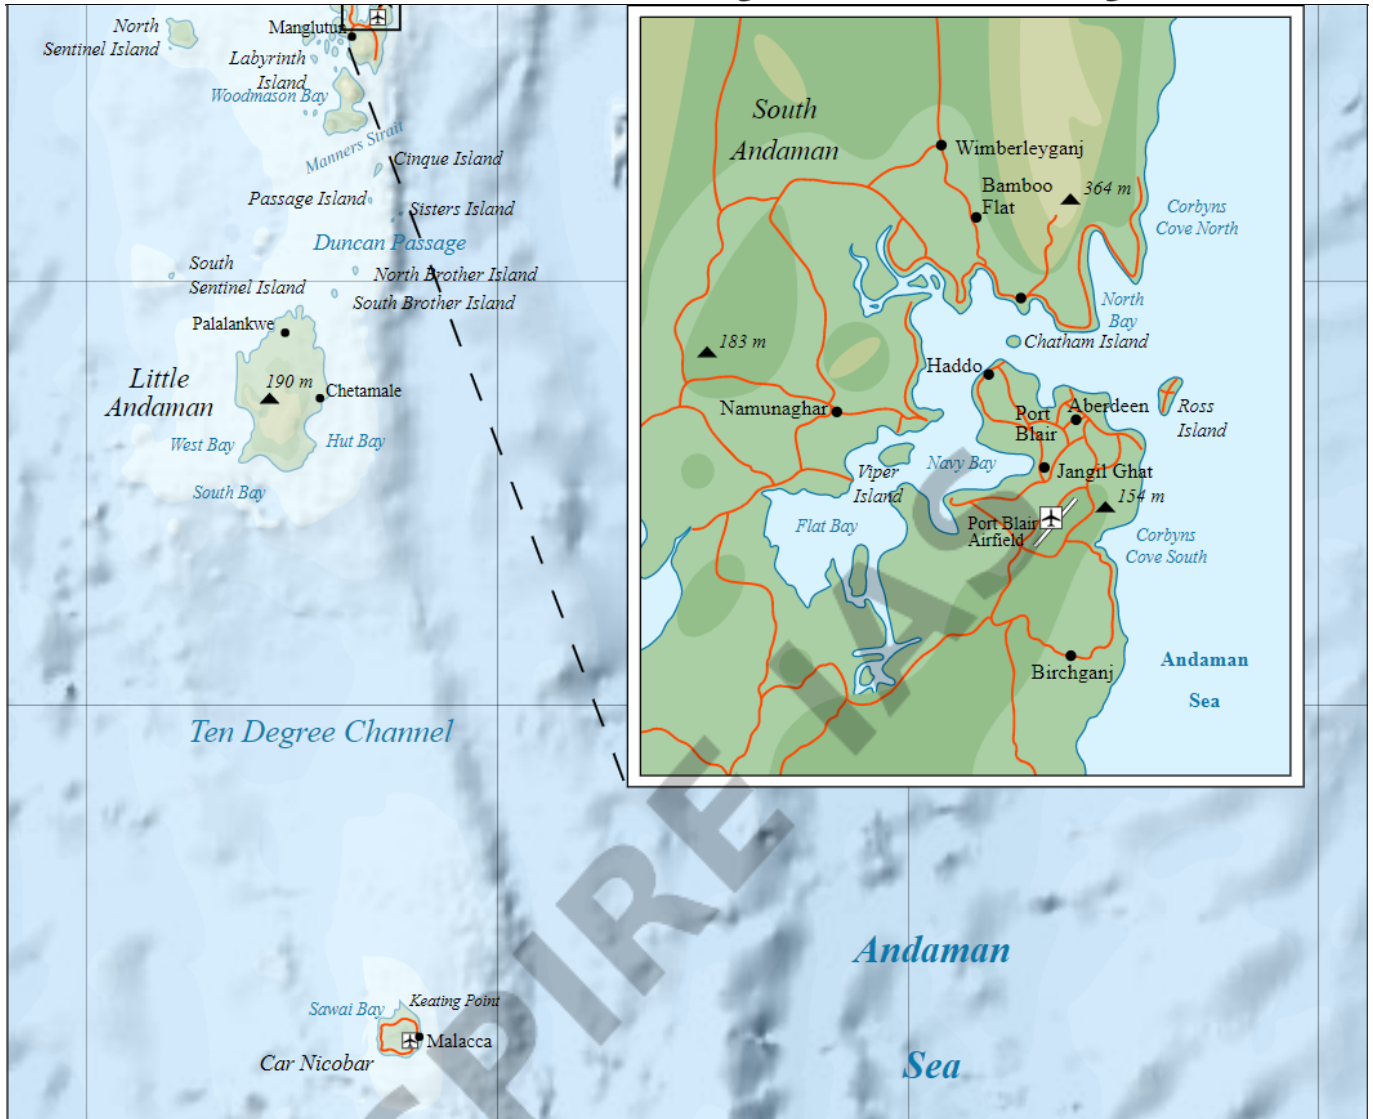 North
Sentinel Island
Manglutun
Labyrinth
Island
Woodmason Bay
Manners Strait
Cinque Island
Passage Island
Sisters Island
Duncan Passage
South
Sentinel Island
North Brother Island
South Brother Island
Palalankwe
Little
Andaman
190 m
Chetamale
West Bay
Hut Bay
South Bay
Ten Degree Channel
Sawai Bay
Keating Point
Malacca
Car Nicobar
Andaman
Sea
South
Andaman
Wimberleyganj
Bamboo
Flat
364 m
Corbyns
Cove North
North
Bay
Chatham Island
183 m
Haddo
Namunaghar
Port
Blair
Aberdeen
Ross
Island
Viper
Island
Navy Bay
Jangil Ghat
154 m
Flat Bay
Port Blair
Airfield
Corbyns
Cove South
Birchganj
Andaman
Sea
PIRE IAS